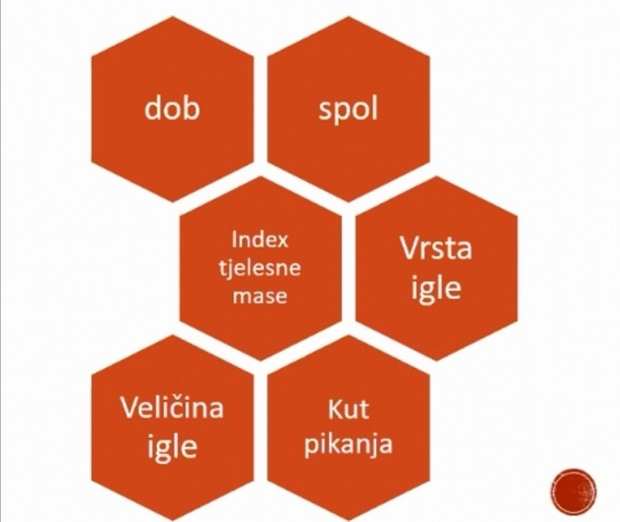 dob
spol
Index
tjelesne
mase
Vrsta
igle
Veličina
igle
Kut
pikanja